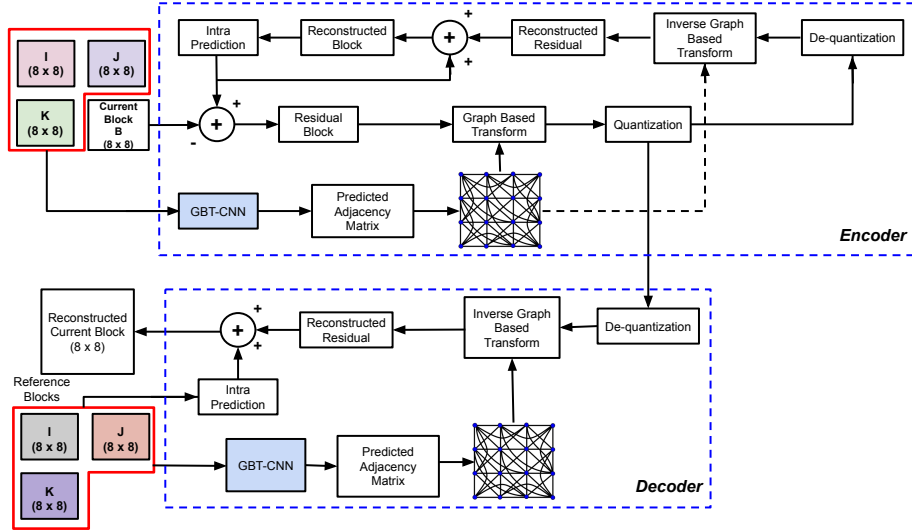 Intra
Prediction
Reconstructed
Block
+
+
+
Reconstructed
Residual
Inverse Graph
Based
Transform
De-quantization
I
(8 x 8)
J
(8 x 8)
K
(8 x 8)
Current
Block
B
(8 x 8)
+
+
-
Residual
Block
Graph Based
Transform
Quantization
GBT-CNN
Predicted
Adjacency
Matrix
Encoder
Reconstructed
Current Block
(8 x 8)
+
+
+
Reconstructed
Residual
Inverse Graph
Based
Transform
De-quantization
Reference
Blocks
Intra
Prediction
I
(8 x 8)
J
(8 x 8)
K
(8 x 8)
GBT-CNN
Predicted
Adjacency
Matrix
Decoder